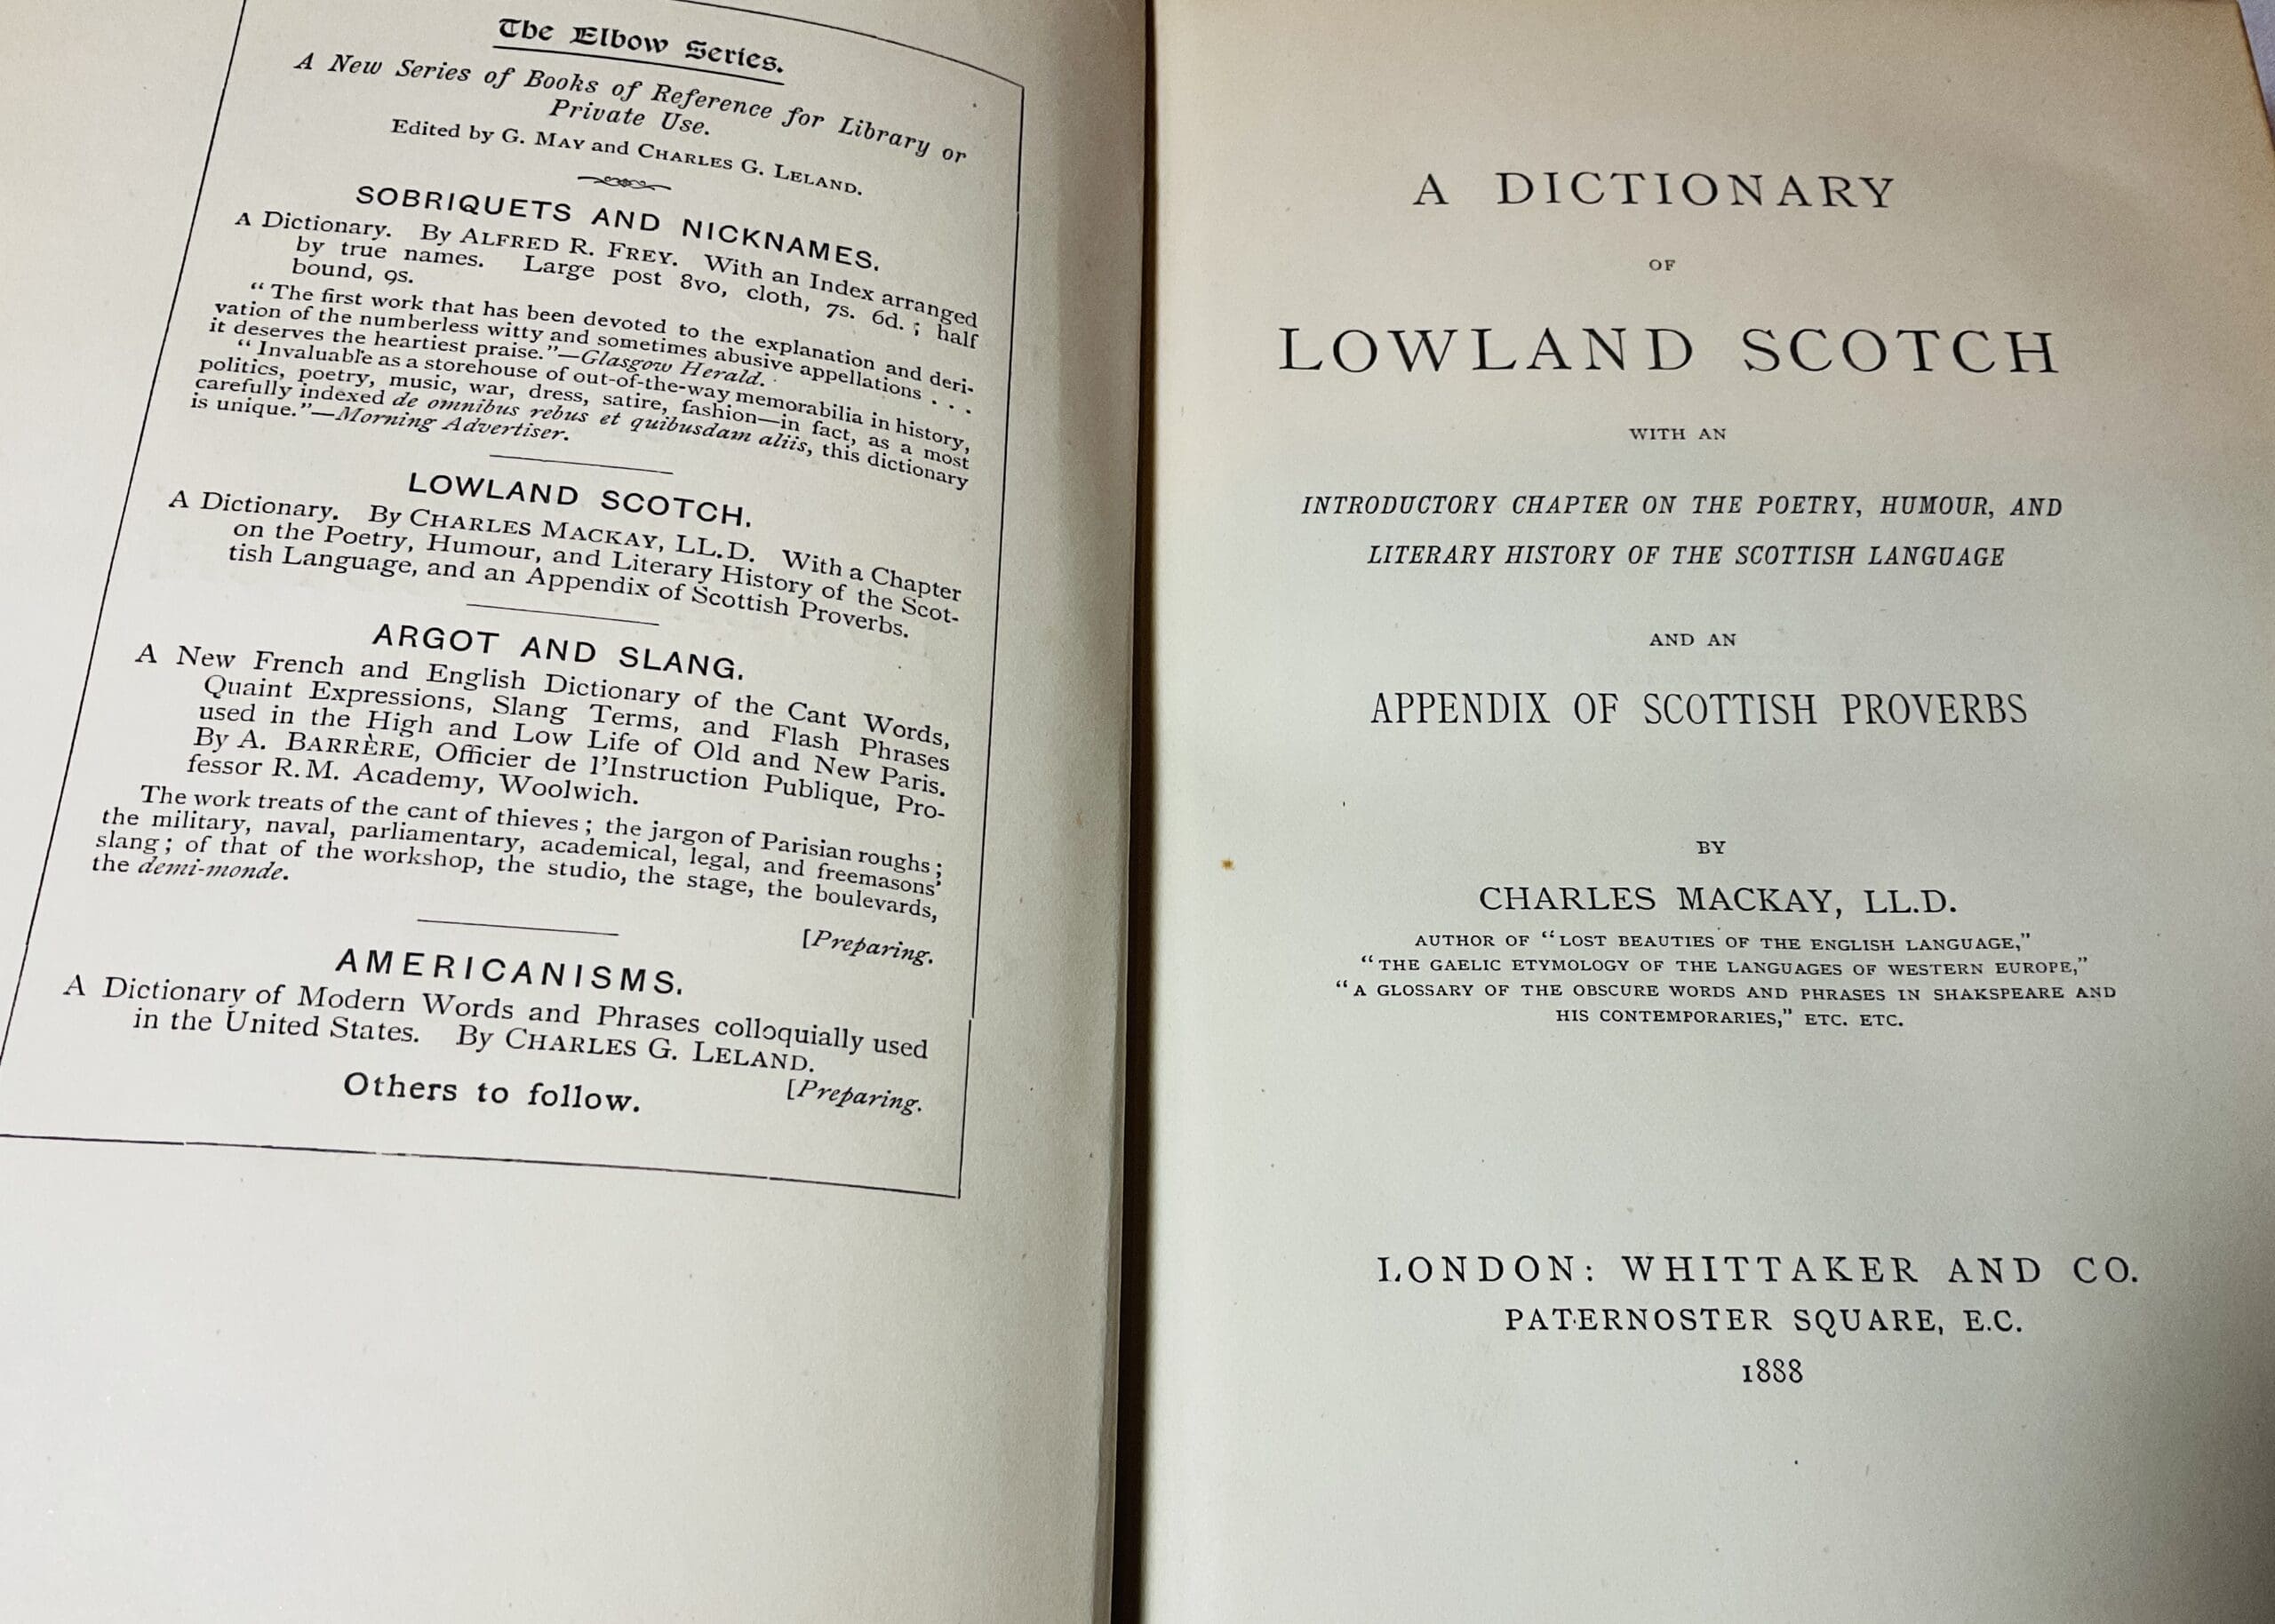 The Elbow Series.
A New Series of Books of Reference for Library or
Private Use.
Edited by G. MAY and CHARLES G. LELAND.
SOBRIQUETS AND NICKNAMES.
A Dictionary. By ALFRED R. FREY. With an Index arranged
by true names. Large post 8vo, cloth, 7s. 6d.; half
bound, 9s.
“The first work that has been devoted to the explanation and deri-
vation of the numberless witty and sometimes abusive appellations . . .
it deserves the heartiest praise.”—Glasgow Herald.
“Invaluable as a storehouse of out-of-the-way memorabilia in history,
politics, poetry, music, war, dress, satire, fashion—in fact, as a most
carefully indexed de omnibus rebus et quibusdam aliis, this dictionary
is unique.”—Morning Advertiser.
LOWLAND SCOTCH.
A Dictionary. By CHARLES MACKAY, LL.D. With a Chapter
on the Poetry, Humour, and Literary History of the Scot-
tish Language, and an Appendix of Scottish Proverbs.
ARGOT AND SLANG.
A New French and English Dictionary of the Cant Words,
Quaint Expressions, Slang Terms, and Flash Phrases
used in the High and Low Life of Old and New Paris.
By A. BARRÈRE, Officier de l’Instruction Publique, Pro-
fessor R.M. Academy, Woolwich.
The work treats of the cant of thieves; the jargon of Parisian roughs;
the military, naval, parliamentary, academical, legal, and freemasons’
slang; of that of the workshop, the studio, the stage, the boulevards,
the demi-monde.
[Preparing.
AMERICANISMS.
A Dictionary of Modern Words and Phrases colloquially used
in the United States. By CHARLES G. LELAND.
[Preparing.
Others to follow.
A DICTIONARY
OF
LOWLAND SCOTCH
WITH AN
INTRODUCTORY CHAPTER ON THE POETRY, HUMOUR, AND
LITERARY HISTORY OF THE SCOTTISH LANGUAGE
AND AN
APPENDIX OF SCOTTISH PROVERBS
BY
CHARLES MACKAY, LL.D.
AUTHOR OF “LOST BEAUTIES OF THE ENGLISH LANGUAGE,”
“THE GAELIC ETYMOLOGY OF THE LANGUAGES OF WESTERN EUROPE,”
“A GLOSSARY OF THE OBSCURE WORDS AND PHRASES IN SHAKSPEARE AND
HIS CONTEMPORARIES,” ETC. ETC.
LONDON: WHITTAKER AND CO.
PATERNOSTER SQUARE, E.C.
1888